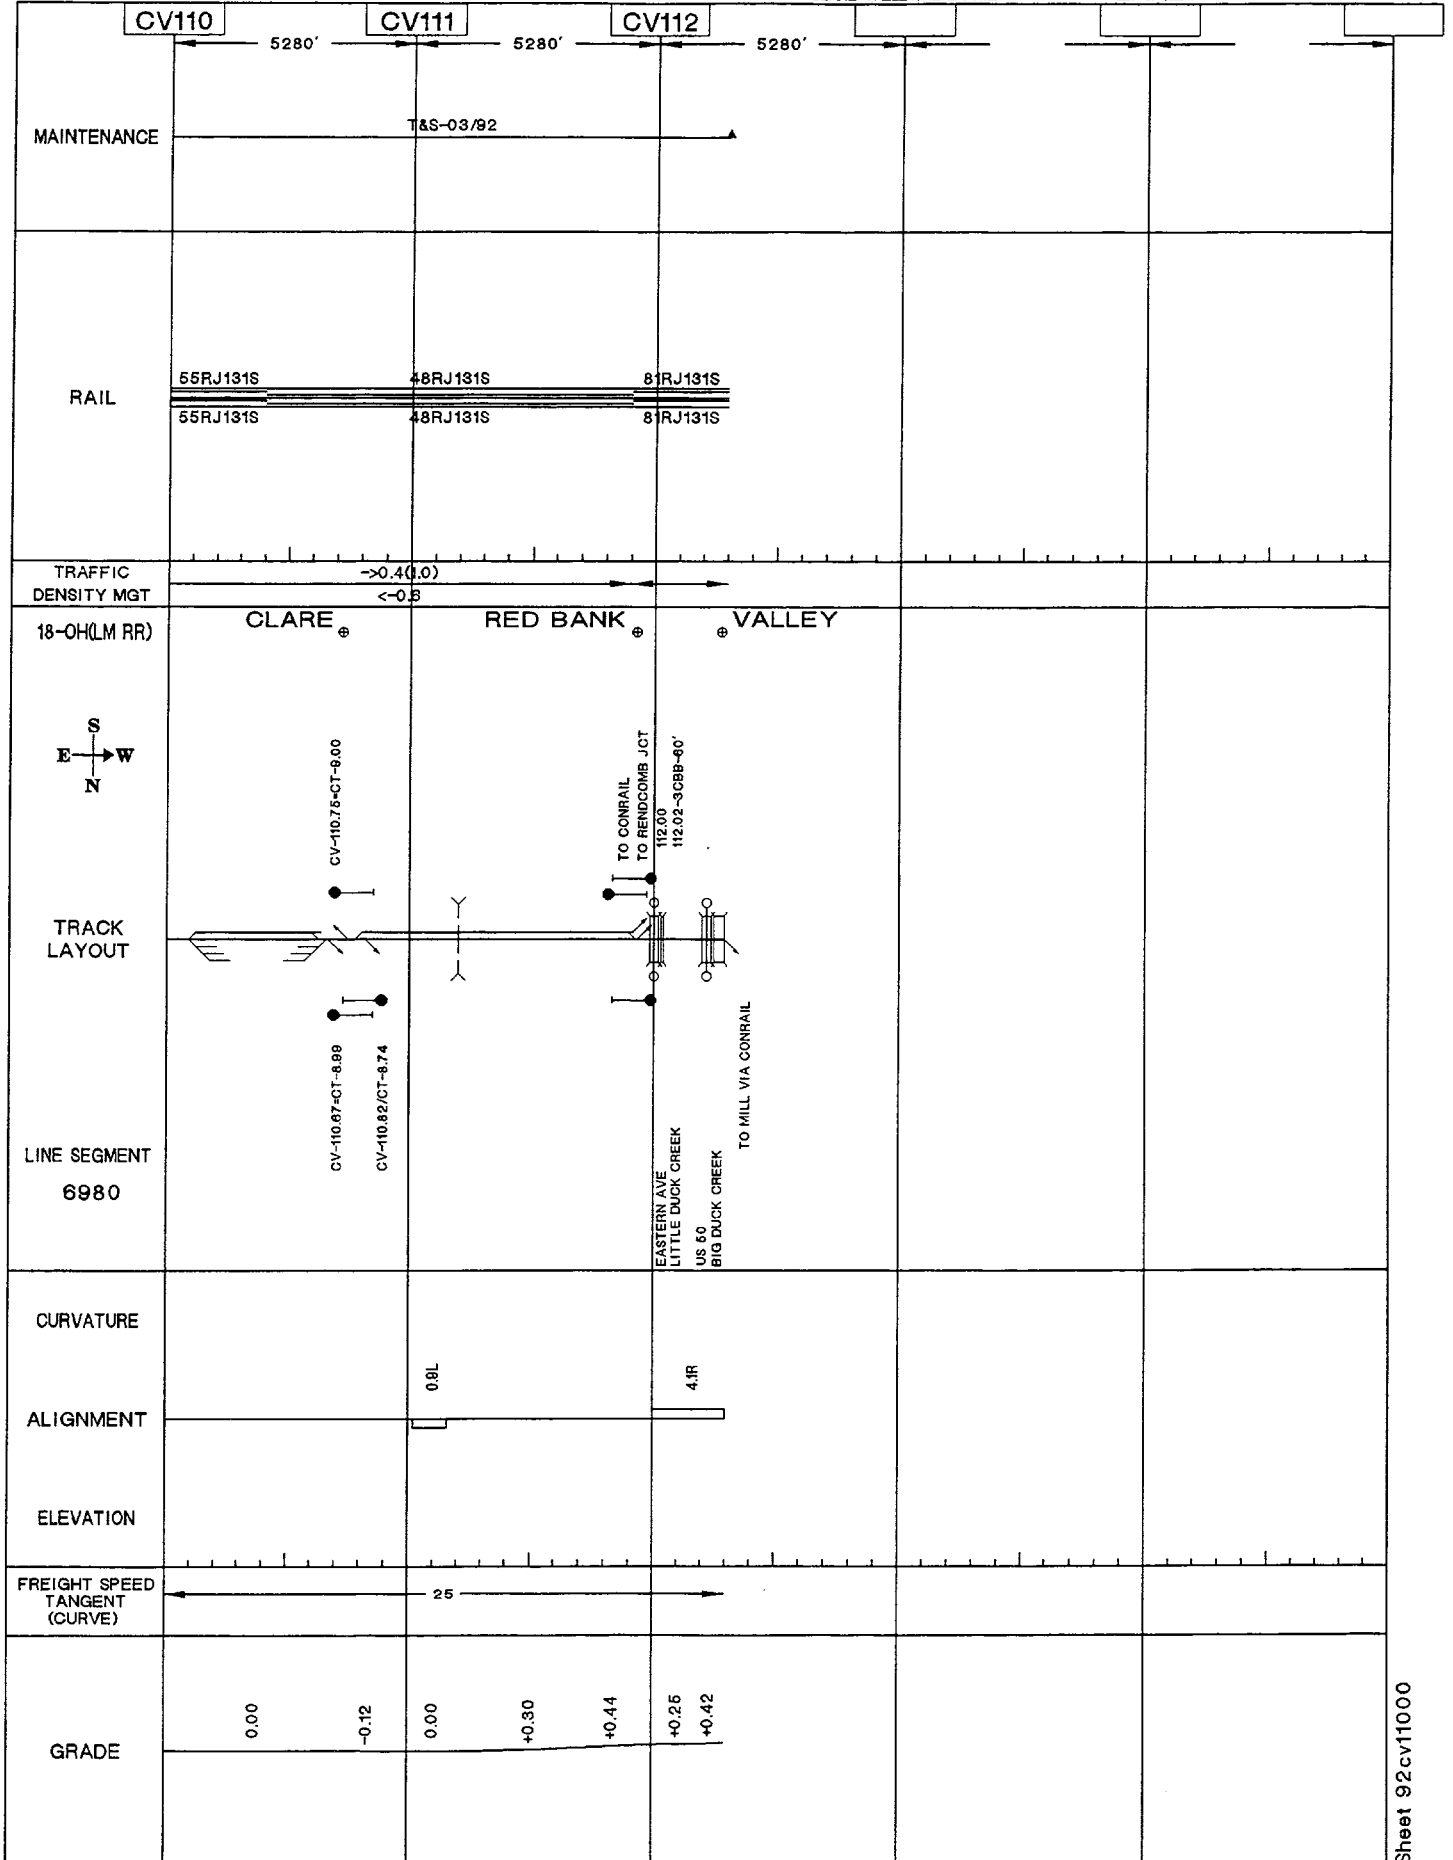 CV110
CV111
CV112
5280'
5280'
5280'
MAINTENANCE
T&S-03/92
RAIL
55RJ131S
48RJ131S
81RJ131S
55RJ131S
48RJ131S
81RJ131S
TRAFFIC
DENSITY MGT
->0.4(1.0)
<-0.6
18-OH(LM RR)
CLARE
RED BANK
VALLEY
S
E W
N
CV-110.75=CT-9.00
TO CONRAIL
TO RENDCOMB JCT
112.00
112.02-3CBB-60'
TRACK
LAYOUT
CV-110.67=CT-8.99
CV-110.82/CT-8.74
EASTERN AVE
LITTLE DUCK CREEK
US 50
BIG DUCK CREEK
TO MILL VIA CONRAIL
LINE SEGMENT
6980
CURVATURE
0.9L
4.1R
ALIGNMENT
ELEVATION
FREIGHT SPEED
TANGENT
(CURVE)
25
GRADE
0.00
-0.12
0.00
+0.30
+0.44
+0.25
+0.42
Sheet 92cv11000